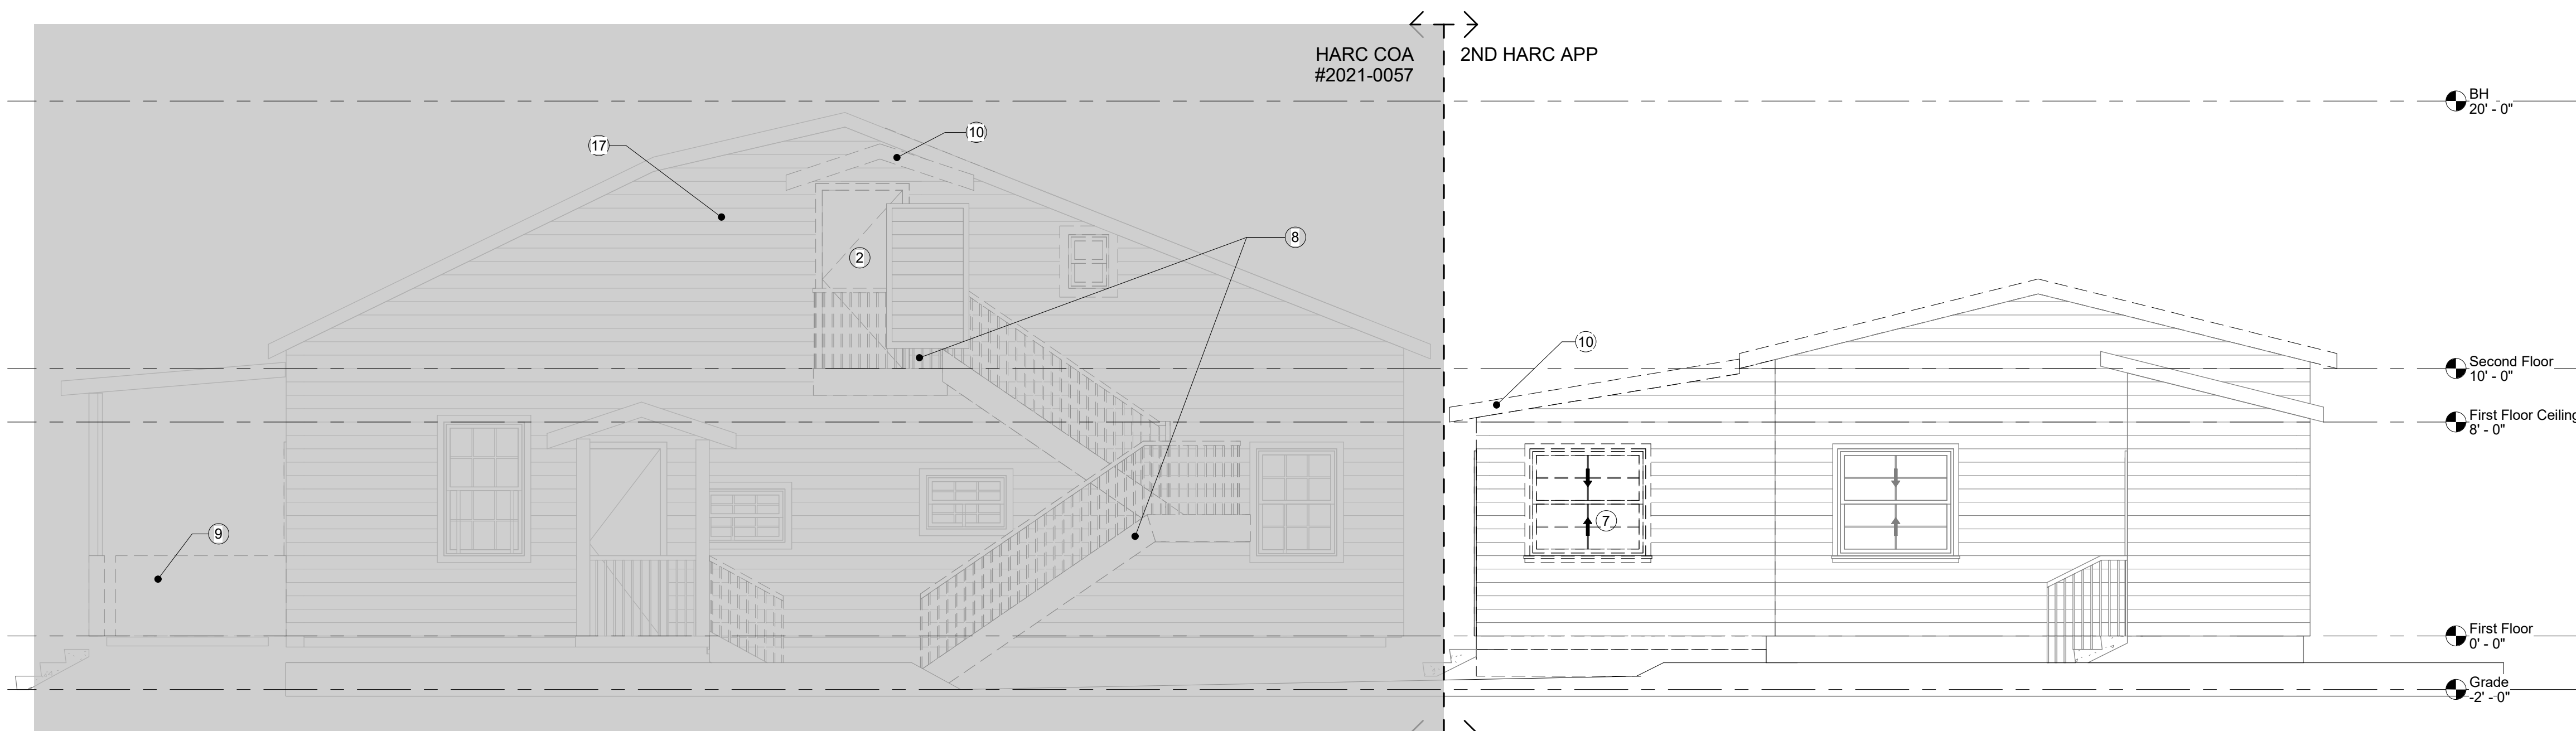 HARC COA
#2021-0057
2ND HARC APP
BH
20' - 0"
10
17
8
2
10
Second Floor
10' - 0"
First Floor Ceiling
8' - 0"
7
9
First Floor
0' - 0"
Grade
-2' - 0"